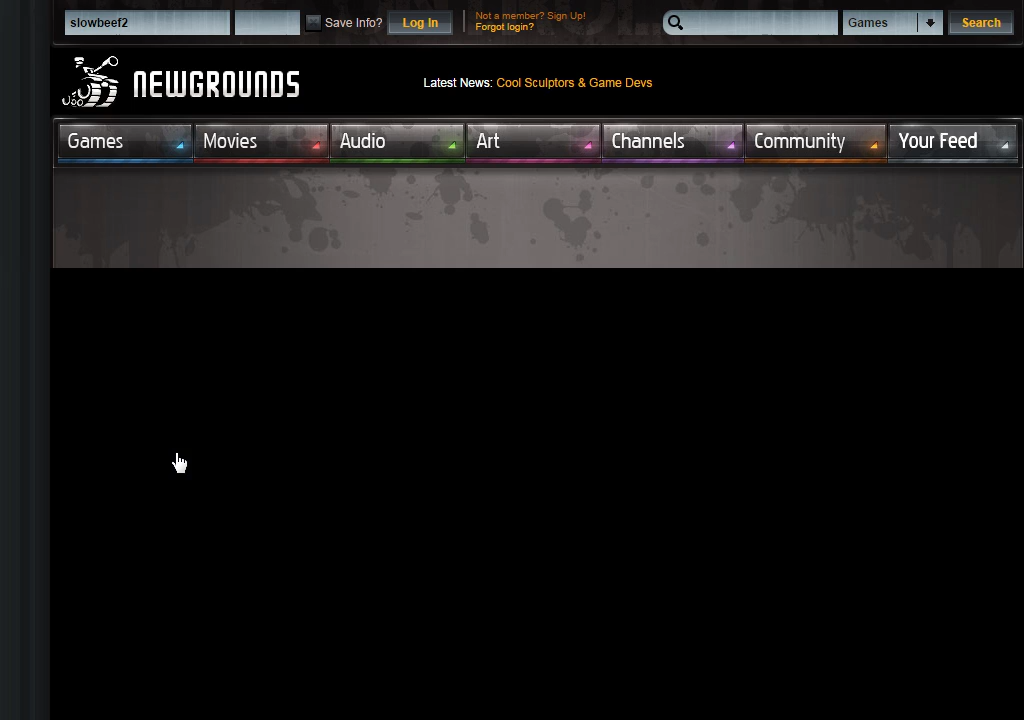 slowbeef2 Save Info? Log In Not a member? Sign Up! Games Search
Forgot login?
NEWGROUNDS Latest News: Cool Sculptors & Game Devs
Games Movies Audio Art Channels Community Your Feed